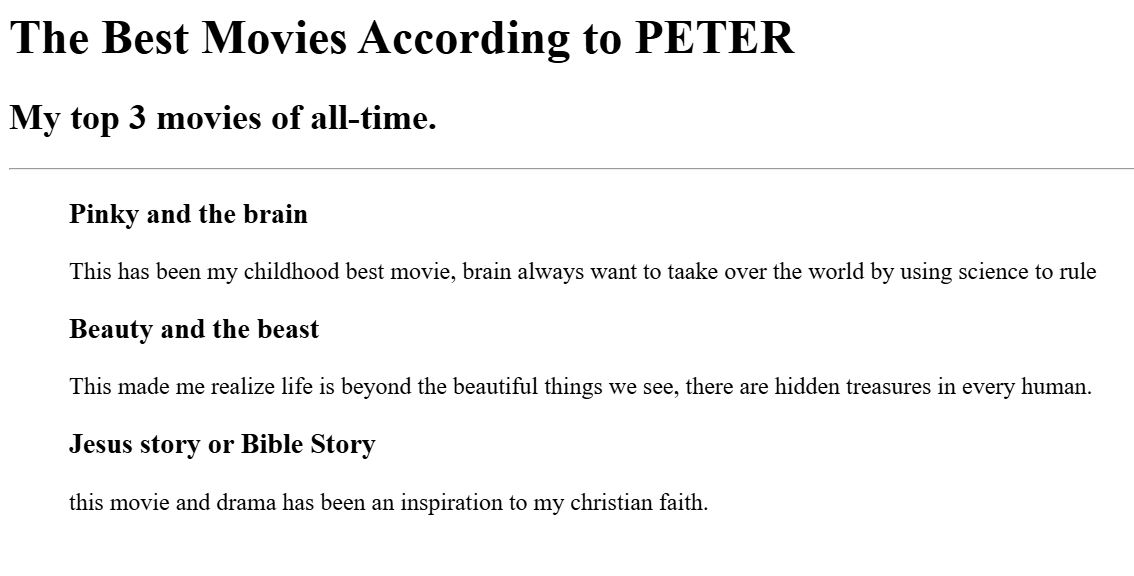 The Best Movies According to PETER
My top 3 movies of all-time.
Pinky and the brain
This has been my childhood best movie, brain always want to taake over the world by using science to rule
Beauty and the beast
This made me realize life is beyond the beautiful things we see, there are hidden treasures in every human.
Jesus story or Bible Story
this movie and drama has been an inspiration to my christian faith.